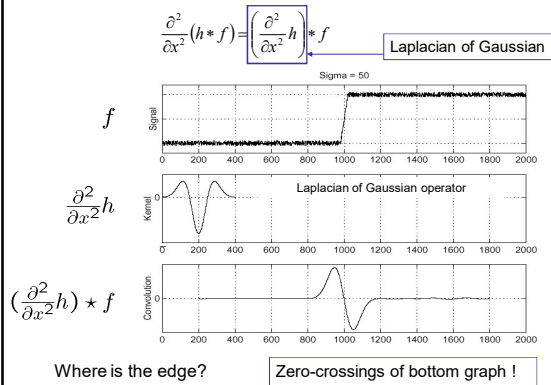 ∂²/∂x² (h ∗ f) = (∂²/∂x² h) ∗ f
Laplacian of Gaussian
Sigma = 50
f
Signal
0 200 400 600 800 1000 1200 1400 1600 1800 2000
∂²/∂x² h
Kernel
0
Laplacian of Gaussian operator
0 200 400 600 800 1000 1200 1400 1600 1800 2000
(∂²/∂x² h) ⋆ f
Convolution
0
0 200 400 600 800 1000 1200 1400 1600 1800 2000
Where is the edge?
Zero-crossings of bottom graph !